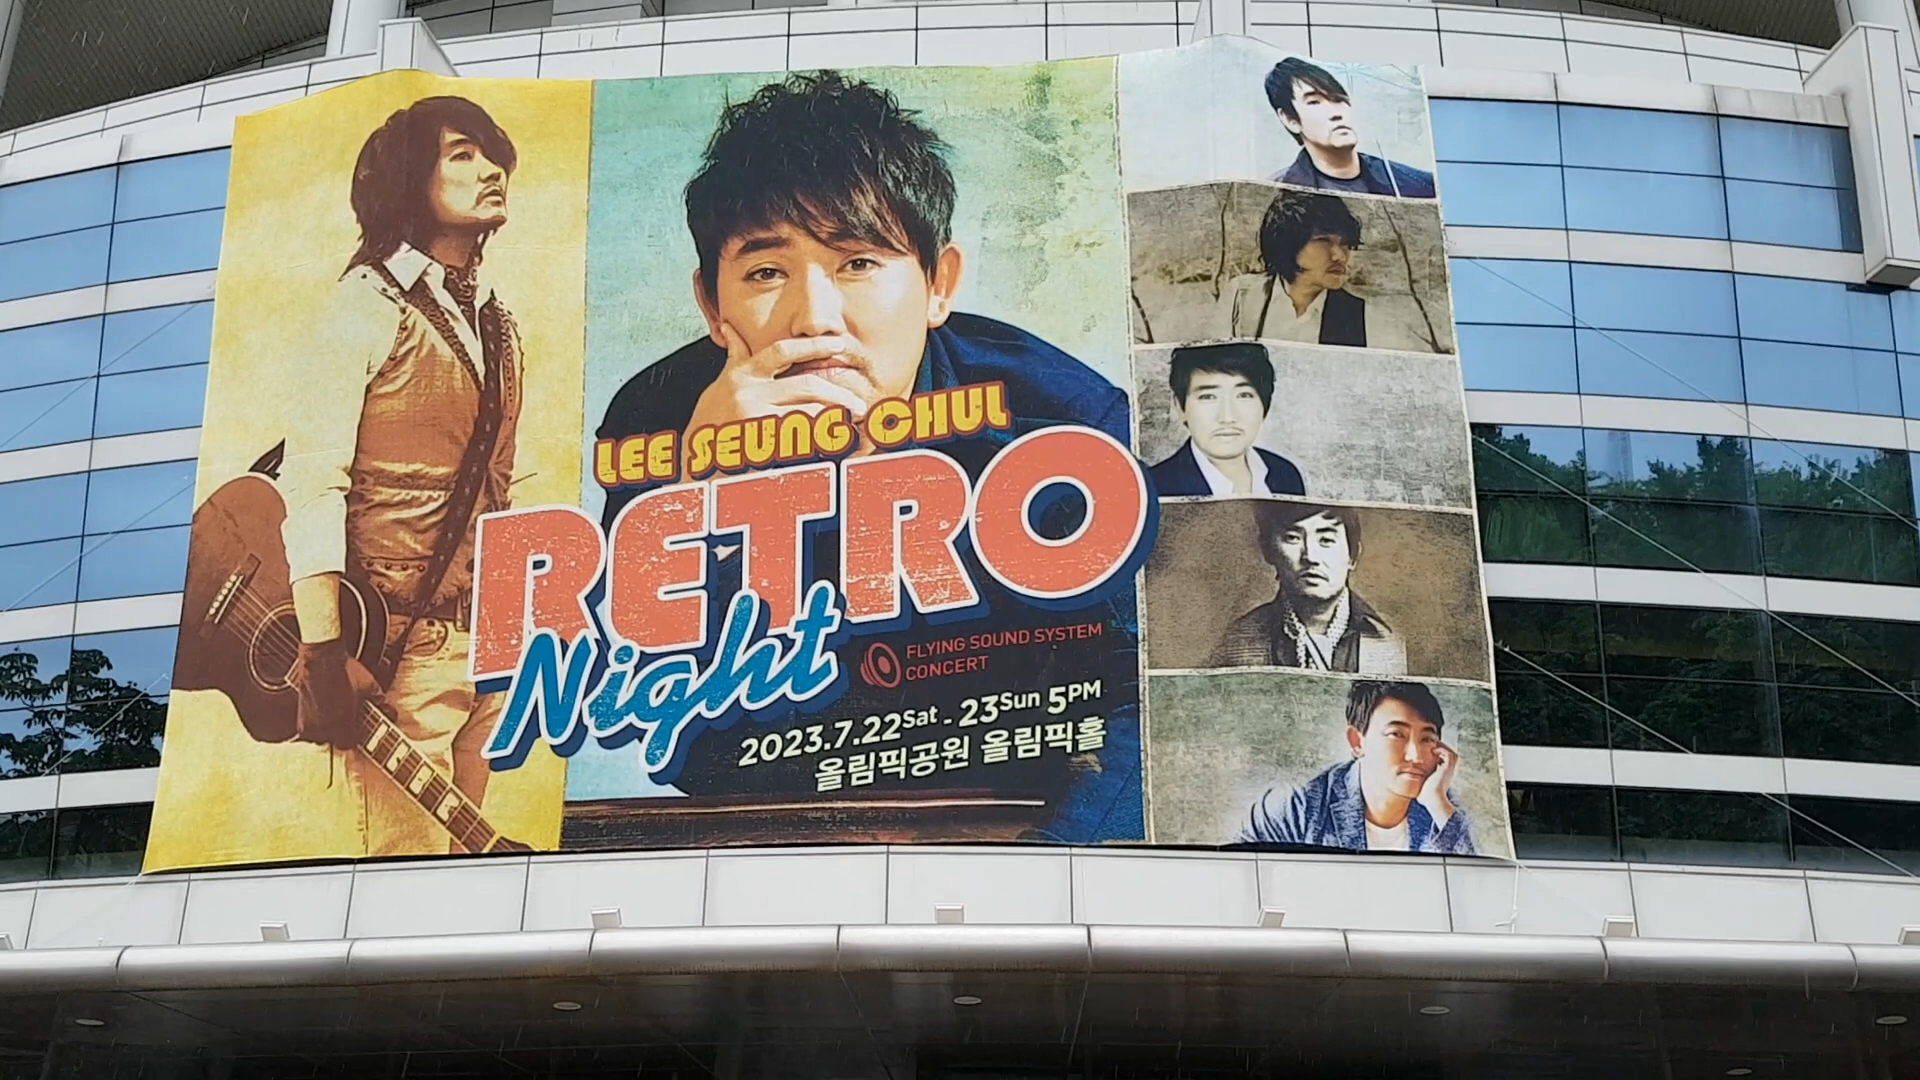 LEE SEUNG CHUL
RETRO
Night
FLYING SOUND SYSTEM
CONCERT
2023.7.22Sat - 23Sun 5PM
올림픽공원 올림픽홀